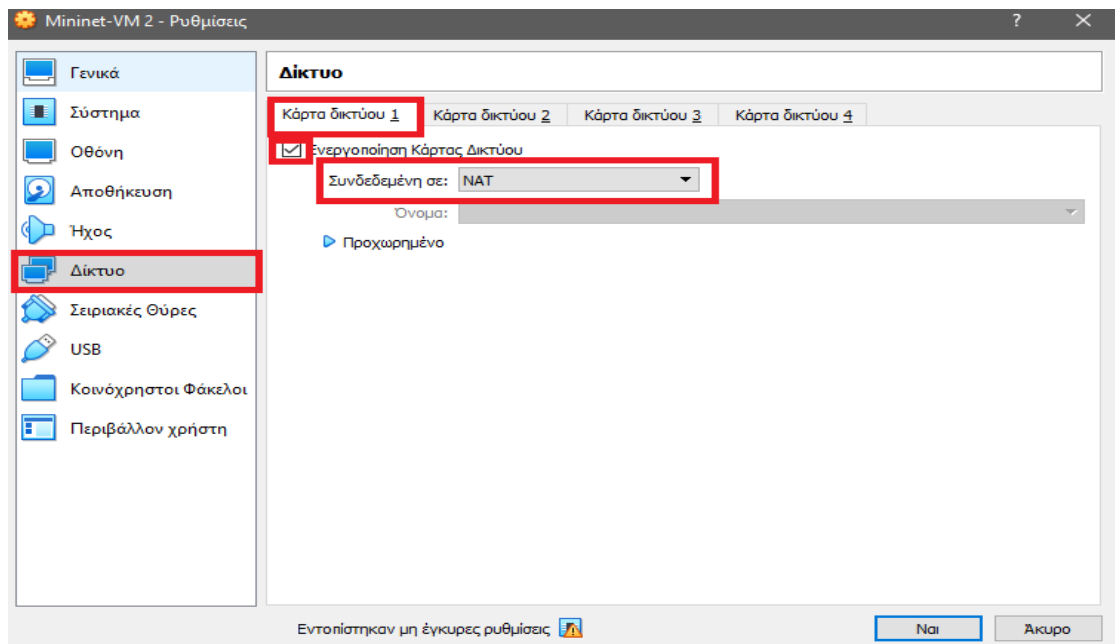 Mininet-VM 2 - Ρυθμίσεις ?
Γενικά
Σύστημα
Οθόνη
Αποθήκευση
Ήχος
Δίκτυο
Σειριακές Θύρες
USB
Κοινόχρηστοι Φάκελοι
Περιβάλλον χρήστη
Δίκτυο
Κάρτα δικτύου 1 Κάρτα δικτύου 2 Κάρτα δικτύου 3 Κάρτα δικτύου 4
Ενεργοποίηση Κάρτας Δικτύου
Συνδεδεμένη σε: NAT
Όνομα:
Προχωρημένο
Εντοπίστηκαν μη έγκυρες ρυθμίσεις
Ναι Άκυρο